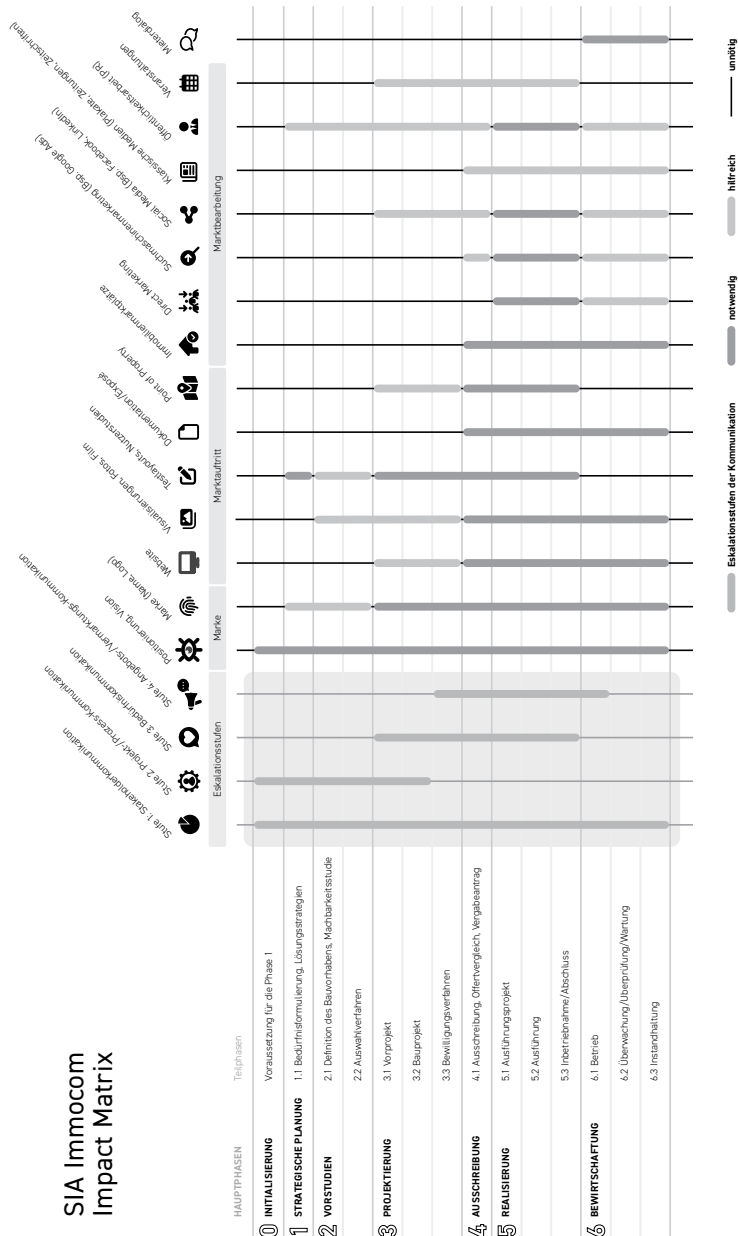 SIA Immocom
Impact Matrix
Eskalationsstufen
Marke
Marktauftritt
Marktbearbeitung
Stufe 1: Stakeholderkommunikation
Stufe 2: Projekt-/Prozess-Kommunikation
Stufe 3: Bedürfniskommunikation
Stufe 4: Angebots-/Vermarktungs-Kommunikation
Positionierung, Vision
Marke (Name, Logo)
Website
Visualisierungen, Fotos, Film
Testlayouts, Nutzerstudien
Dokumentation/Exposé
Point of Property
Immobilienmarktplätze
Direct Marketing
Suchmaschinenmarketing (Bsp. Google Ads)
Social Media (Bsp. Facebook, LinkedIn)
Klassische Medien (Plakate, Zeitungen, Zeitschriften)
Öffentlichkeitsarbeit (PR)
Veranstaltungen
Mieterdialog
HAUPTPHASEN
Teilphasen
0 INITIALISIERUNG
Voraussetzung für die Phase 1
1 STRATEGISCHE PLANUNG
1.1 Bedürfnisformulierung, Lösungsstrategien
2 VORSTUDIEN
2.1 Definition des Bauvorhabens, Machbarkeitsstudie
2.2 Auswahlverfahren
3 PROJEKTIERUNG
3.1 Vorprojekt
3.2 Bauprojekt
3.3 Bewilligungsverfahren
4 AUSSCHREIBUNG
4.1 Ausschreibung, Offertvergleich, Vergabeantrag
5 REALISIERUNG
5.1 Ausführungsprojekt
5.2 Ausführung
5.3 Inbetriebnahme/Abschluss
6 BEWIRTSCHAFTUNG
6.1 Betrieb
6.2 Überwachung/Überprüfung/Wartung
6.3 Instandhaltung
Eskalationsstufen der Kommunikation
notwendig
hilfreich
unnötig